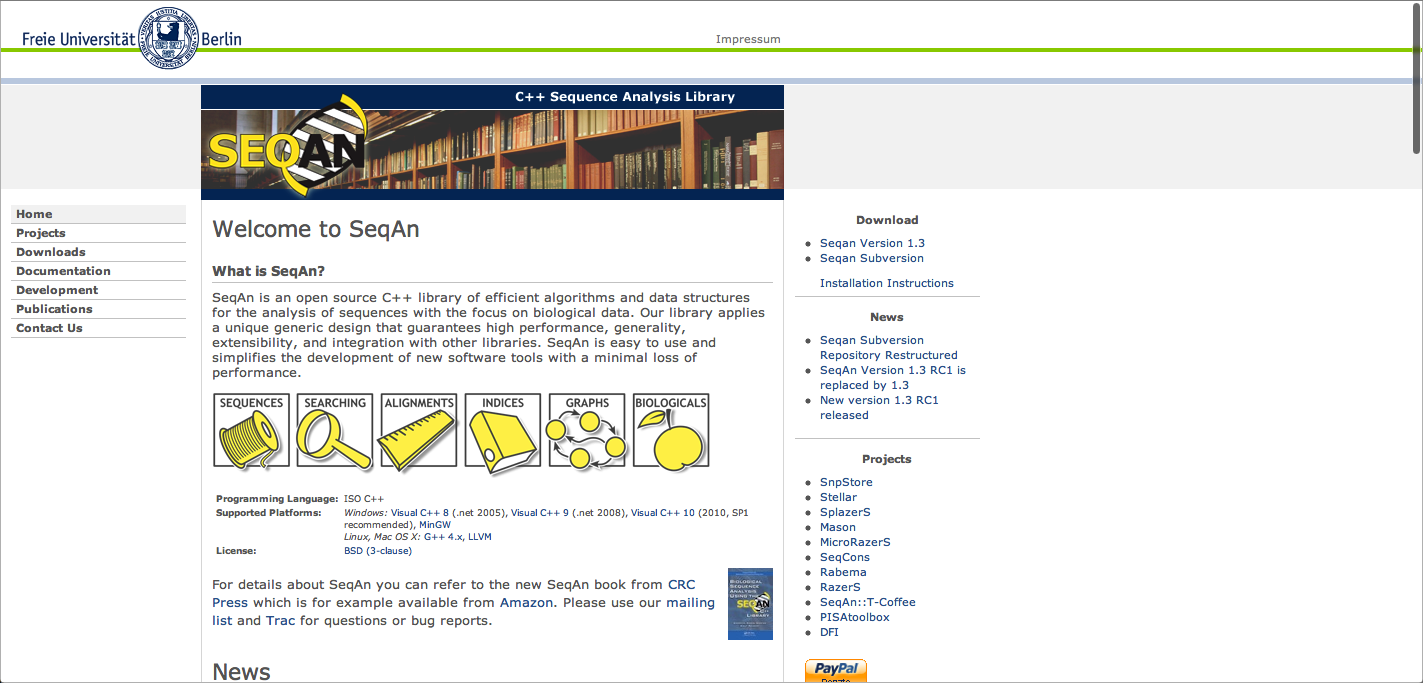 Freie Universität Berlin
Impressum
C++ Sequence Analysis Library
SEQAN
Home
Projects
Downloads
Documentation
Development
Publications
Contact Us
Welcome to SeqAn
What is SeqAn?
SeqAn is an open source C++ library of efficient algorithms and data structures
for the analysis of sequences with the focus on biological data. Our library applies
a unique generic design that guarantees high performance, generality,
extensibility, and integration with other libraries. SeqAn is easy to use and
simplifies the development of new software tools with a minimal loss of
performance.
SEQUENCES SEARCHING ALIGNMENTS INDICES GRAPHS BIOLOGICALS
Programming Language: ISO C++
Supported Platforms: Windows: Visual C++ 8 (.net 2005), Visual C++ 9 (.net 2008), Visual C++ 10 (2010, SP1
recommended), MinGW
Linux, Mac OS X: G++ 4.x, LLVM
License: BSD (3-clause)
For details about SeqAn you can refer to the new SeqAn book from CRC
Press which is for example available from Amazon. Please use our mailing
list and Trac for questions or bug reports.
BIOLOGICAL
SEQUENCE
ANALYSIS
USING THE
SEQAN
C++
LIBRARY
News
Download
Seqan Version 1.3
Seqan Subversion
Installation Instructions
News
Seqan Subversion
Repository Restructured
SeqAn Version 1.3 RC1 is
replaced by 1.3
New version 1.3 RC1
released
Projects
SnpStore
Stellar
SplazerS
Mason
MicroRazerS
SeqCons
Rabema
RazerS
SeqAn::T-Coffee
PISAtoolbox
DFI
PayPal
Donate